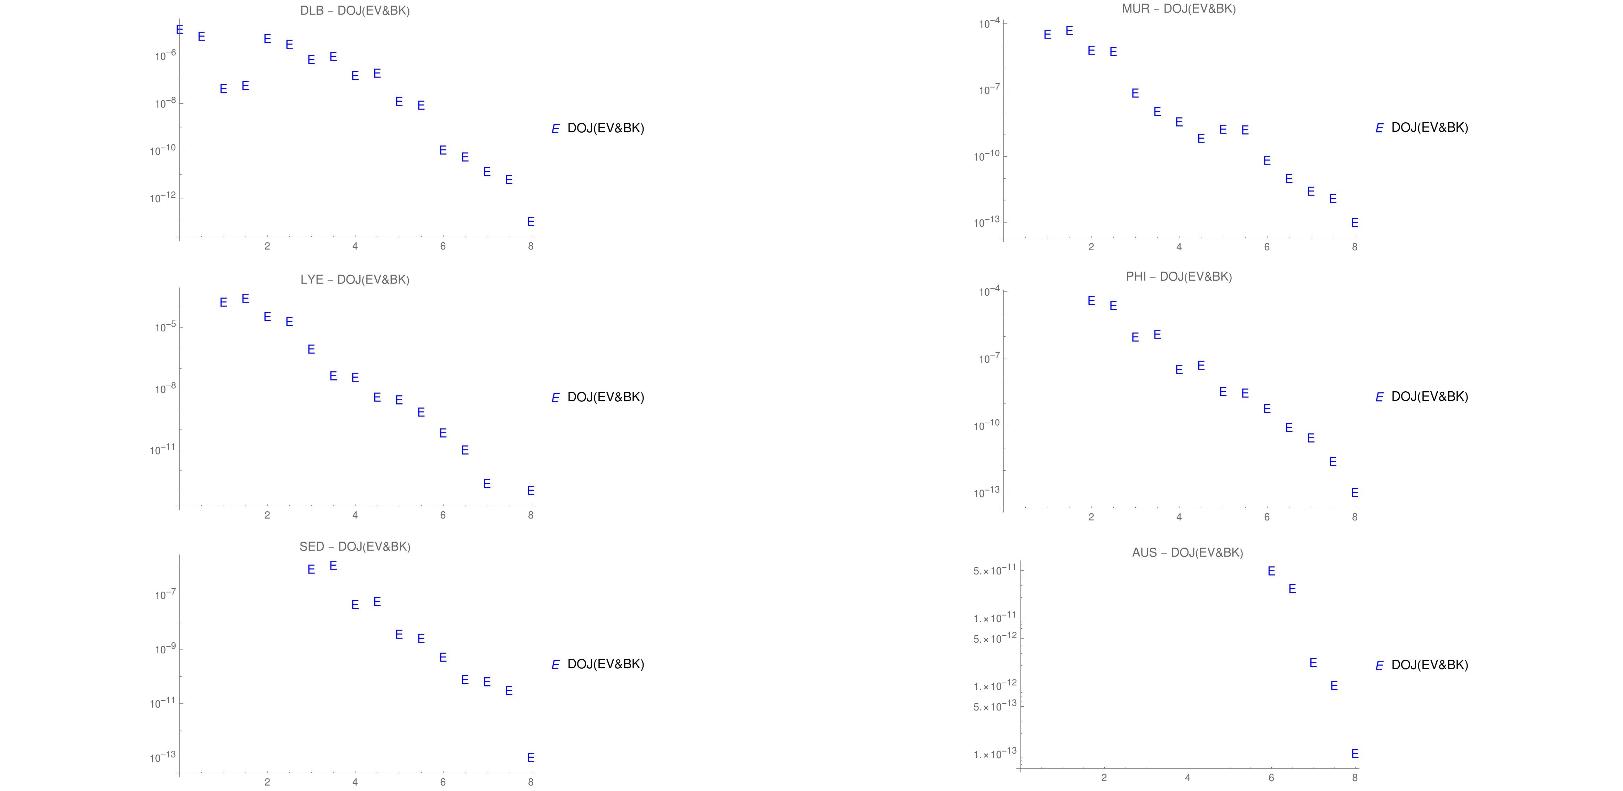 DLB – DOJ(EV&BK)
10^−6
10^−8
10^−10
10^−12
2 4 6 8
E DOJ(EV&BK)
MUR – DOJ(EV&BK)
10^−4
10^−7
10^−10
10^−13
2 4 6 8
E DOJ(EV&BK)
LYE – DOJ(EV&BK)
10^−5
10^−8
10^−11
2 4 6 8
E DOJ(EV&BK)
PHI – DOJ(EV&BK)
10^−4
10^−7
10^−10
10^−13
2 4 6 8
E DOJ(EV&BK)
SED – DOJ(EV&BK)
10^−7
10^−9
10^−11
10^−13
2 4 6 8
E DOJ(EV&BK)
AUS – DOJ(EV&BK)
5.×10^−11
1.×10^−11
5.×10^−12
1.×10^−12
5.×10^−13
1.×10^−13
2 4 6 8
E DOJ(EV&BK)